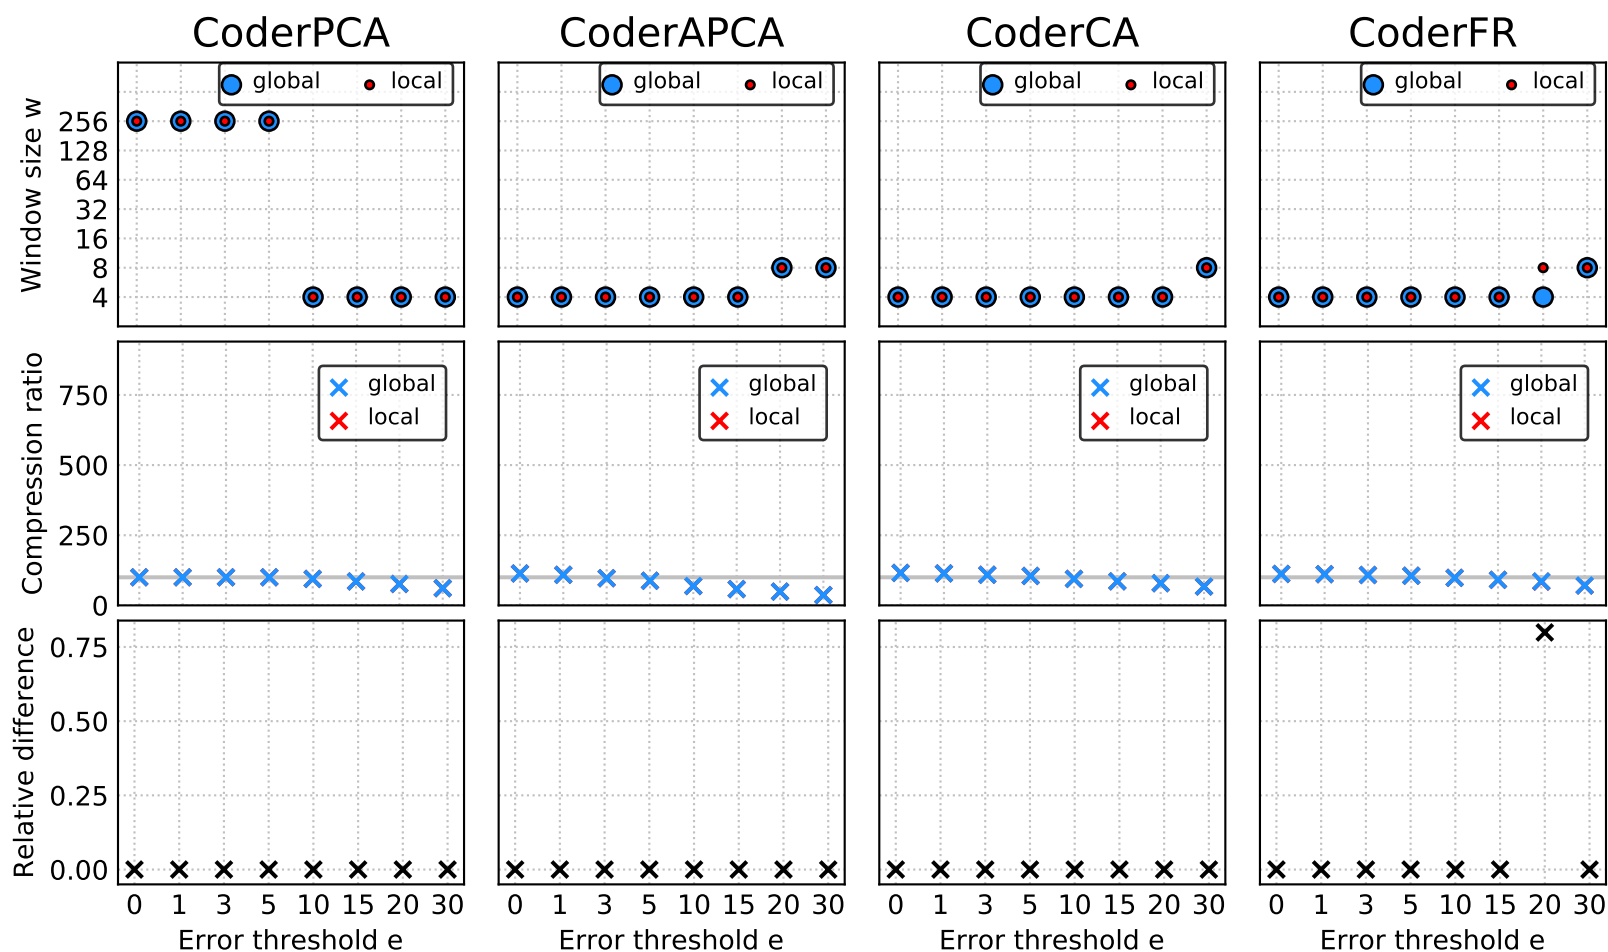 CoderPCA CoderAPCA CoderCA CoderFR
global local global local global local global local
Window size w
256
128
64
32
16
8
4
Compression ratio
global global global global
local local local local
750
500
250
0
Relative difference
0.75
0.50
0.25
0.00
0 1 3 5 10 15 20 30 0 1 3 5 10 15 20 30 0 1 3 5 10 15 20 30 0 1 3 5 10 15 20 30
Error threshold e Error threshold e Error threshold e Error threshold e